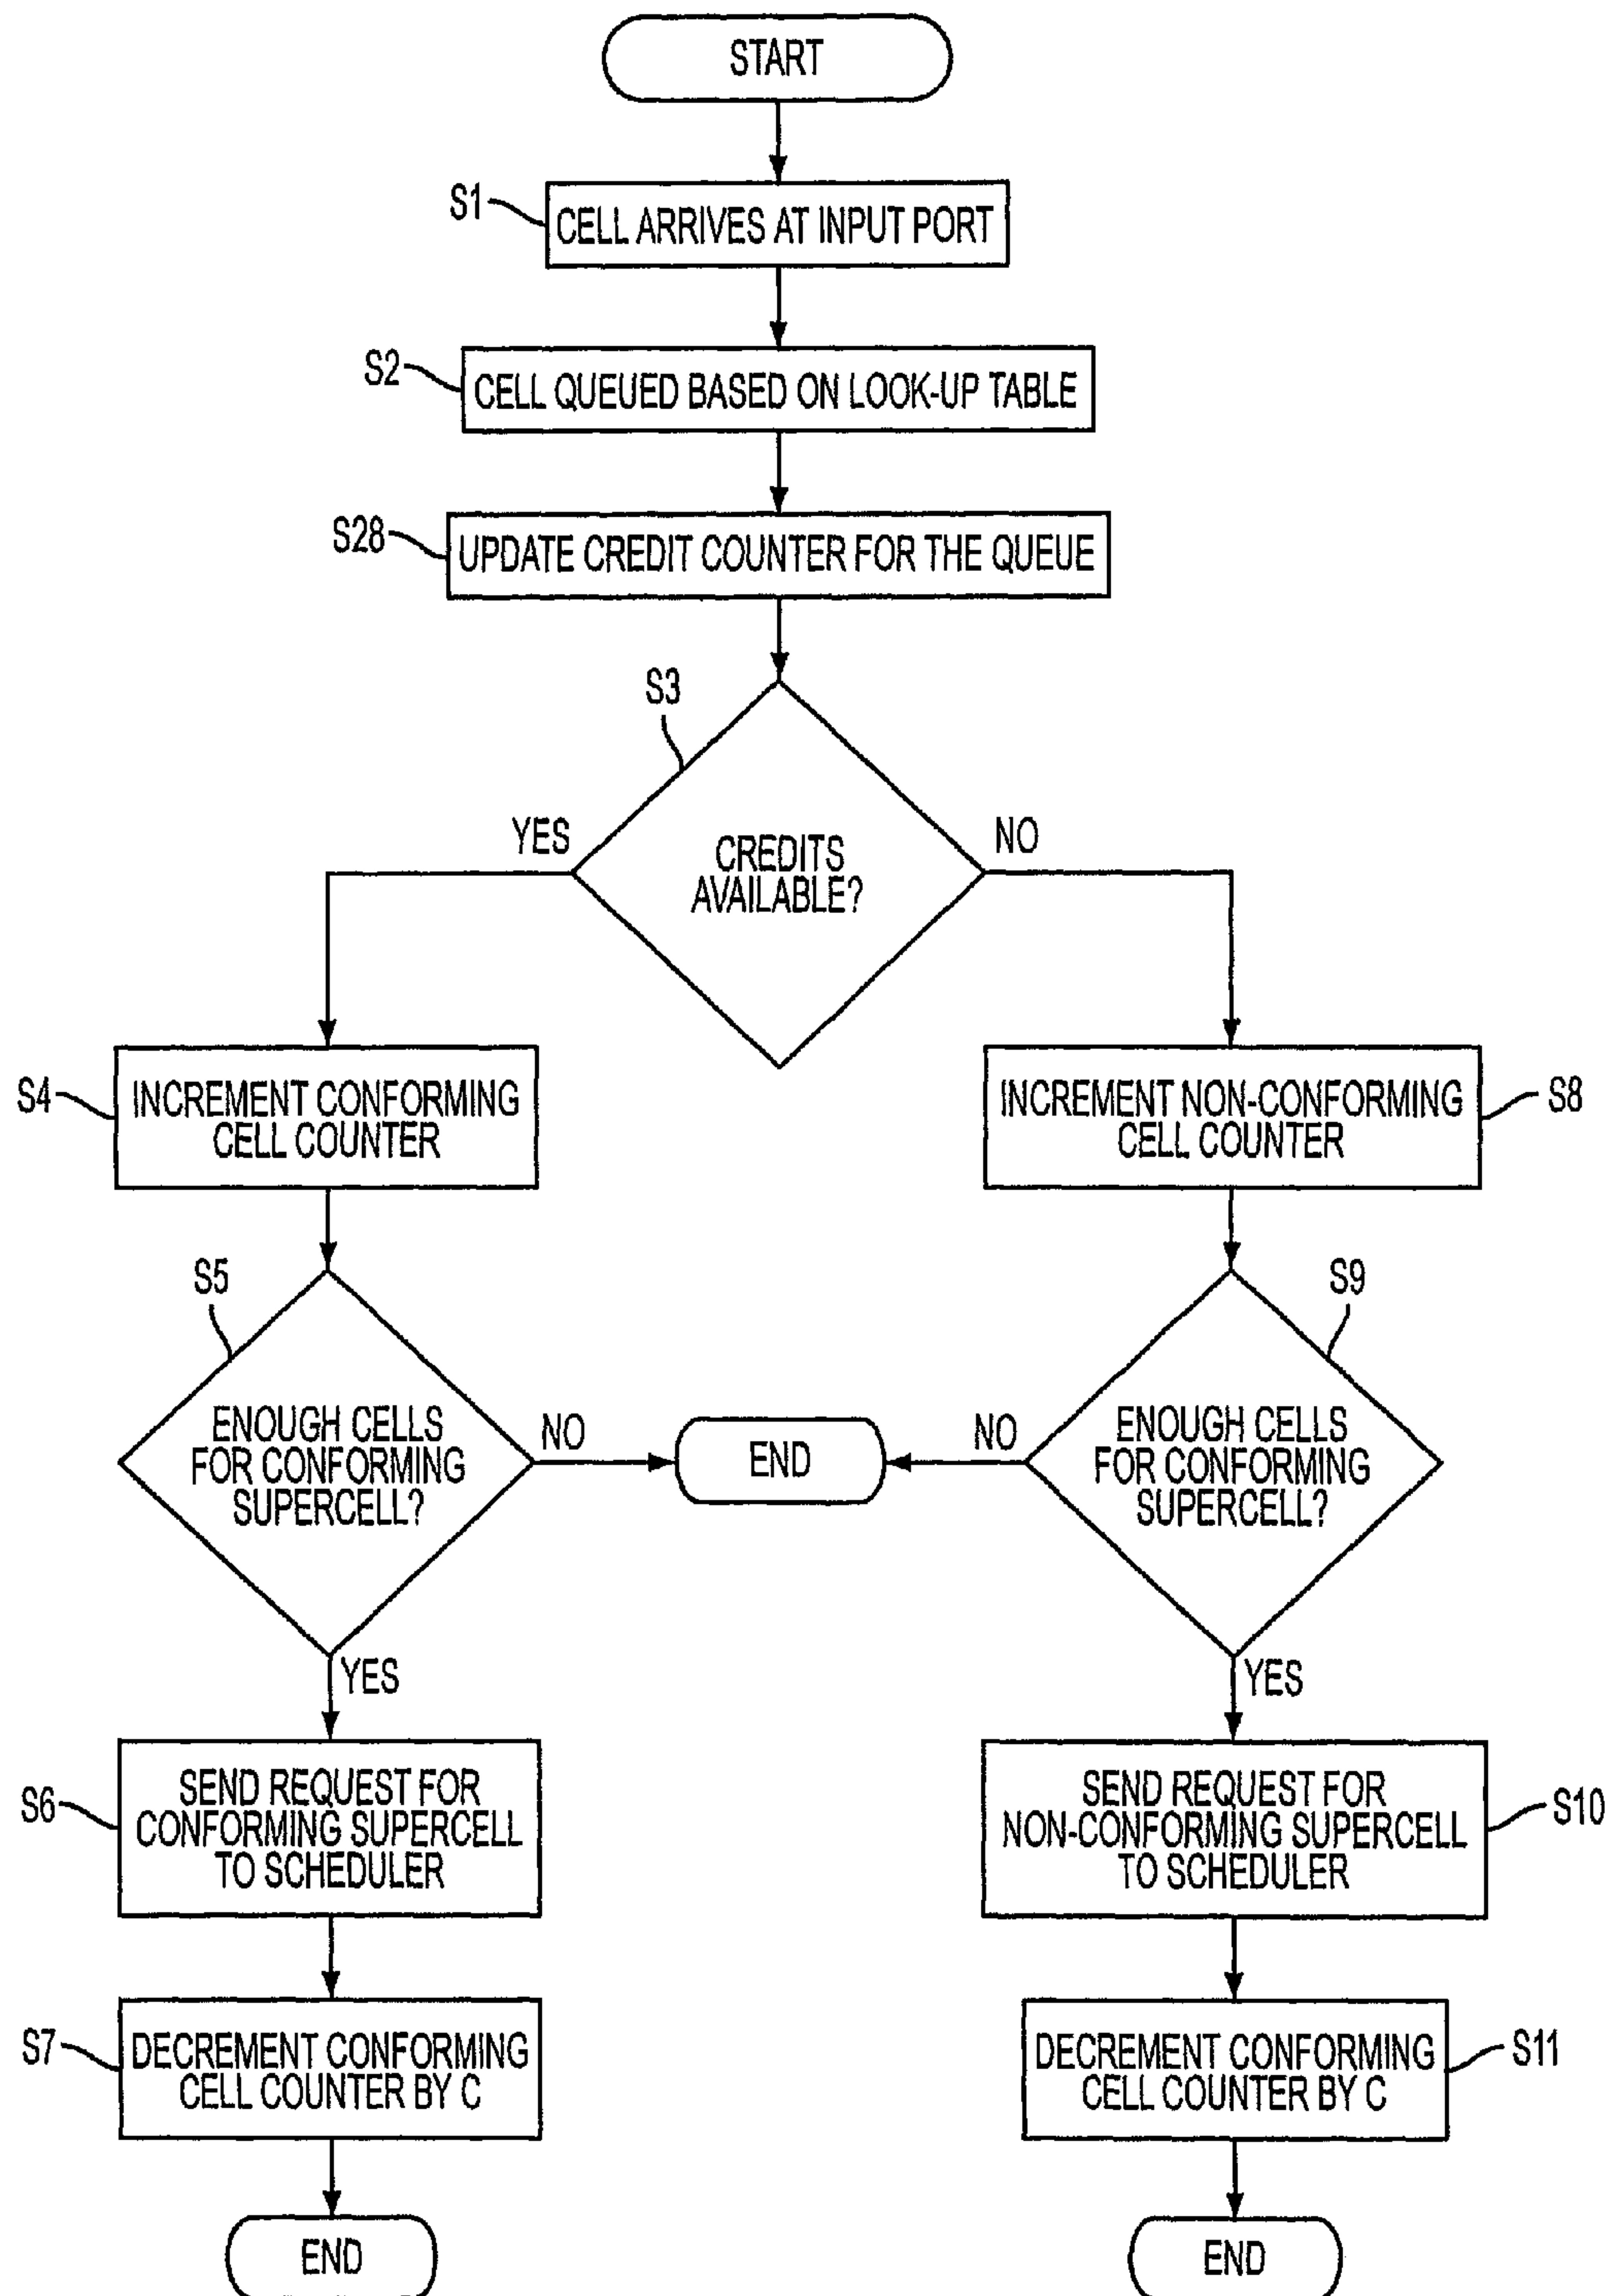 START
S1
CELL ARRIVES AT INPUT PORT
S2
CELL QUEUED BASED ON LOOK-UP TABLE
S28
UPDATE CREDIT COUNTER FOR THE QUEUE
S3
YES
CREDITS
AVAILABLE?
NO
S4
INCREMENT CONFORMING
CELL COUNTER
INCREMENT NON-CONFORMING
CELL COUNTER
S8
S5
ENOUGH CELLS
FOR CONFORMING
SUPERCELL?
NO
END
NO
S9
ENOUGH CELLS
FOR CONFORMING
SUPERCELL?
YES
YES
S6
SEND REQUEST FOR
CONFORMING SUPERCELL
TO SCHEDULER
SEND REQUEST FOR
NON-CONFORMING SUPERCELL
TO SCHEDULER
S10
S7
DECREMENT CONFORMING
CELL COUNTER BY C
DECREMENT CONFORMING
CELL COUNTER BY C
S11
END
END